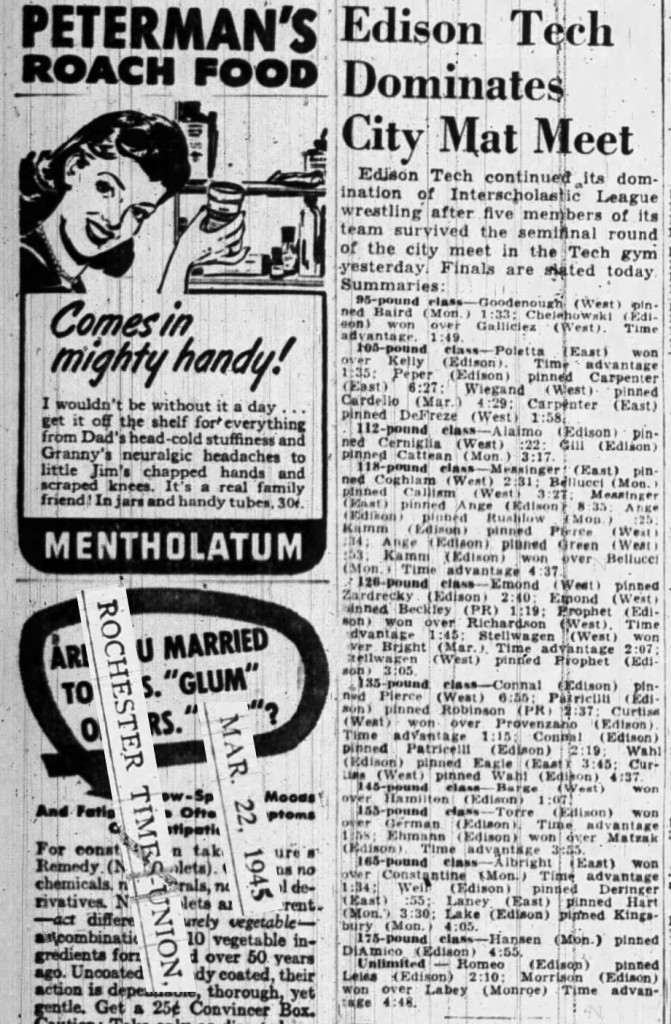 PETERMAN'S
ROACH FOOD
Comes in
mighty handy!
I wouldn't be without it a day . . .
get it off the shelf for everything
from Dad's head-cold stuffiness and
Granny's neuralgic headaches to
little Jim's chapped hands and
scraped knees. It's a real family
friend! In jars and handy tubes, 30¢.
MENTHOLATUM
U MARRIED
TO S. "GLUM"
RS. "?
ROCHESTER TIMES-UNION,
MAR. 22, 1945
Moods
And
For
Remedy
chemicals,
rivatives.
—act vegetable—
a combination 10 vegetable in-
gredients over 50 years
ago. Uncoated coated, their
action is thorough, yet
gentle. Get a 25¢ Convincer Box.
Edison Tech
Dominates
City Mat Meet
Edison Tech continued its dom-
ination of Interscholastic League
wrestling after five members of its
team survived the semifinal round
of the city meet in the Tech gym
yesterday. Finals are slated today.
Summaries:
95-pound class—Goodenough (West) pin-
ned Baird (Mon.) 1:33; Chelehowski (Edi-
son) won over Galliciez (West). Time
advantage. 1:49.
105-pound class—Poletta (East) won
over Kelly (Edison). Time advantage
1:35; Peper (Edison) pinned Carpenter
(East) 6:27; Wiegand (West) pinned
Cardello (Mar.) 4:29; Carpenter (East)
pinned DeFreze (West) 1:58.
112-pound class—Alaimo (Edison) pin-
ned Cerniglia (West) :22; Gill (Edison)
pinned Cattean (Mon.) 3:17.
118-pound class—Messinger (East) pin-
ned Coghlam (West) 2:31; Bellucci (Mon.)
pinned Callism (West) 3:27; Messinger
(East) pinned Ange (Edison) 8:35; Ange
(Edison) pinned Rushlow (Mon.) :25;
Kamm (Edison) pinned Pierce (West)
:34; Ange (Edison) pinned Green (West)
:53; Kamm (Edison) won over Bellucci
(Mon.) Time advantage 4:37.
126-pound class—Emond (West) pinned
Zardrecky (Edison) 2:40; Emond (West)
pinned Beckley (PR) 1:19; Prophet (Edi-
son) won over Richardson (West). Time
advantage 1:45; Stellwagen (West) won
over Bright (Mar.). Time advantage 2:07;
Stellwagen (West) pinned Prophet (Edi-
son) 3:05.
135-pound class—Connal (Edison) pin-
ned Pierce (West) 6:55; Patricilli (Edi-
son) pinned Robinson (PR) 2:37; Curtiss
(West) won over Provenzano (Edison).
Time advantage 1:15; Connal (Edison)
pinned Patricelli (Edison) 2:19; Wahl
(Edison) pinned Eagle (East) 3:45; Cur-
tiss (West) pinned Wahl (Edison) 4:37.
145-pound class—Barge (West) won
over Hamilton (Edison) 1:07.
155-pound class—Torre (Edison) won
over German (Edison). Time advantage
1:58; Ehmann (Edison) won over Matzak
(Edison). Time advantage 3:55.
165-pound class—Albright (East) won
over Constantine (Mon.) Time advantage
1:34; Weil (Edison) pinned Deringer
(East) :55; Laney (East) pinned Hart
(Mon.) 3:30; Lake (Edison) pinned Kings-
bury (Mon.) 4:05.
175-pound class—Hansen (Mon.) pinned
DiAmico (Edison) 4:55.
Unlimited—Romeo (Edison) pinned
Leiss (Edison) 2:10; Morrison (Edison)
won over Labey (Monroe) Time advan-
tage 4:48.